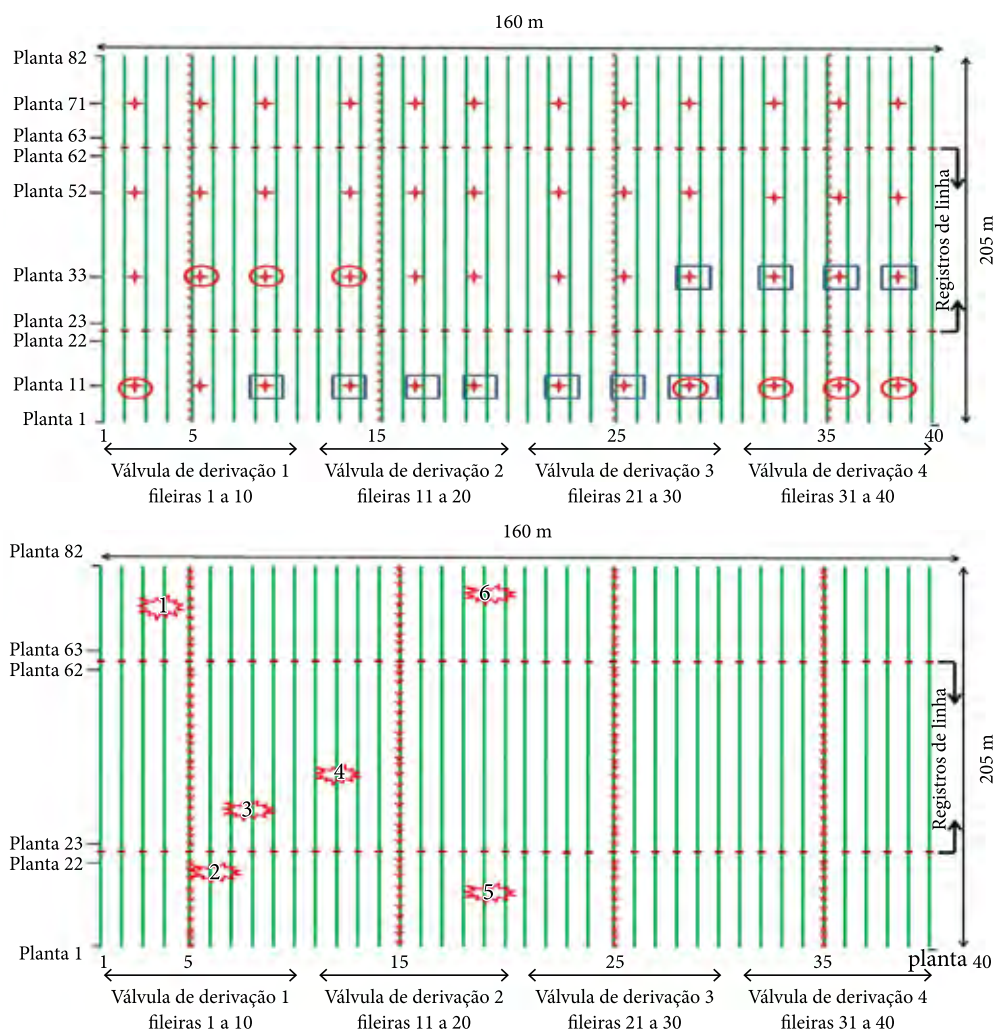 160 m
Planta 82
Planta 71
Planta 63
Planta 62
Planta 52
Planta 33
Planta 23
Planta 22
Planta 11
Planta 1
Registros de linha
205 m
1 5 15 25 35 40
Válvula de derivação 1
fileiras 1 a 10
Válvula de derivação 2
fileiras 11 a 20
Válvula de derivação 3
fileiras 21 a 30
Válvula de derivação 4
fileiras 31 a 40
160 m
Planta 82
1
6
Planta 63
Planta 62
4
3
Planta 23
Planta 22
2
5
Planta 1
Registros de linha
205 m
1 5 15 25 35 planta 40
Válvula de derivação 1
fileiras 1 a 10
Válvula de derivação 2
fileiras 11 a 20
Válvula de derivação 3
fileiras 21 a 30
Válvula de derivação 4
fileiras 31 a 40